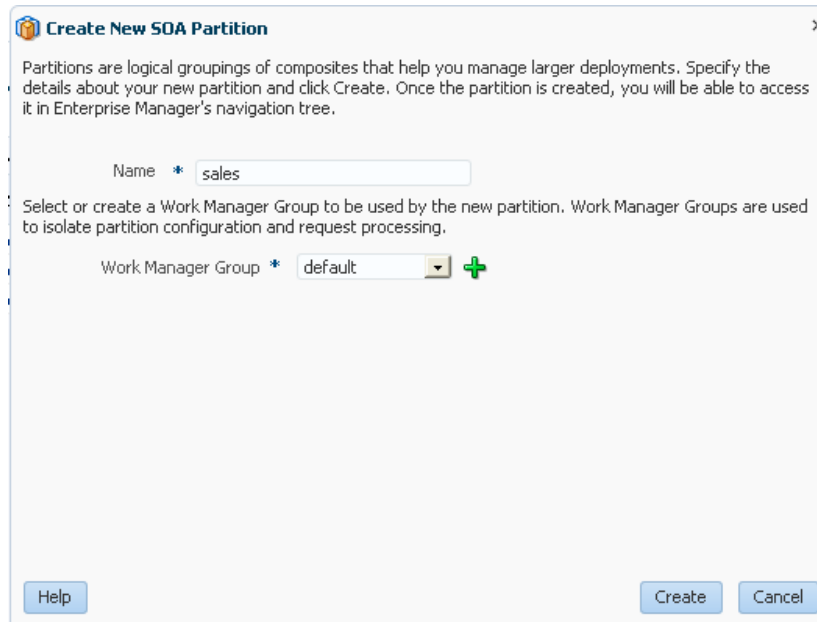 Create New SOA Partition
Partitions are logical groupings of composites that help you manage larger deployments. Specify the
details about your new partition and click Create. Once the partition is created, you will be able to access
it in Enterprise Manager's navigation tree.
Name * sales
Select or create a Work Manager Group to be used by the new partition. Work Manager Groups are used
to isolate partition configuration and request processing.
Work Manager Group * default
Help Create Cancel